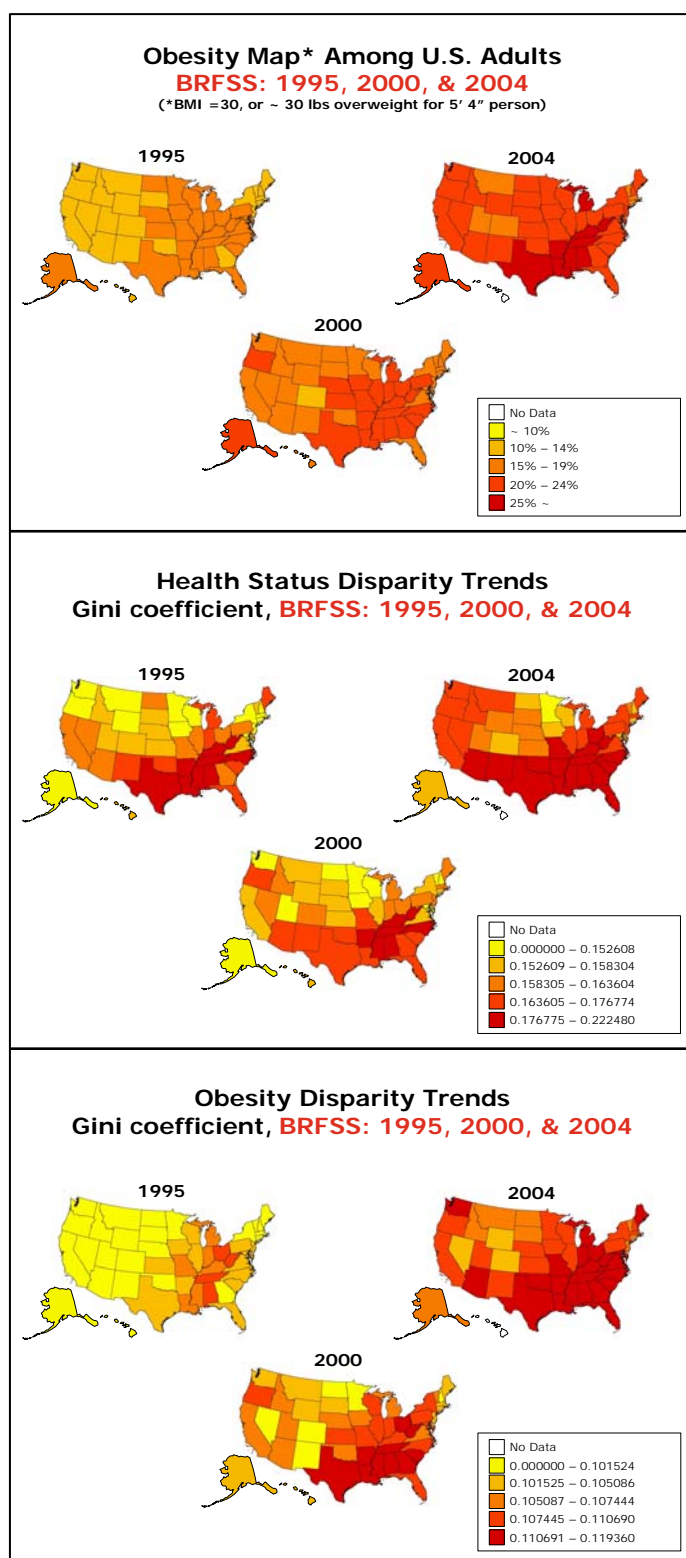 Obesity Map* Among U.S. Adults
BRFSS: 1995, 2000, & 2004
(*BMI =30, or ~ 30 lbs overweight for 5’ 4” person)
1995
2004
2000
No Data
~ 10%
10% – 14%
15% – 19%
20% – 24%
25% ~
Health Status Disparity Trends
Gini coefficient, BRFSS: 1995, 2000, & 2004
1995
2004
2000
No Data
0.000000 – 0.152608
0.152609 – 0.158304
0.158305 – 0.163604
0.163605 – 0.176774
0.176775 – 0.222480
Obesity Disparity Trends
Gini coefficient, BRFSS: 1995, 2000, & 2004
1995
2004
2000
No Data
0.000000 – 0.101524
0.101525 – 0.105086
0.105087 – 0.107444
0.107445 – 0.110690
0.110691 – 0.119360